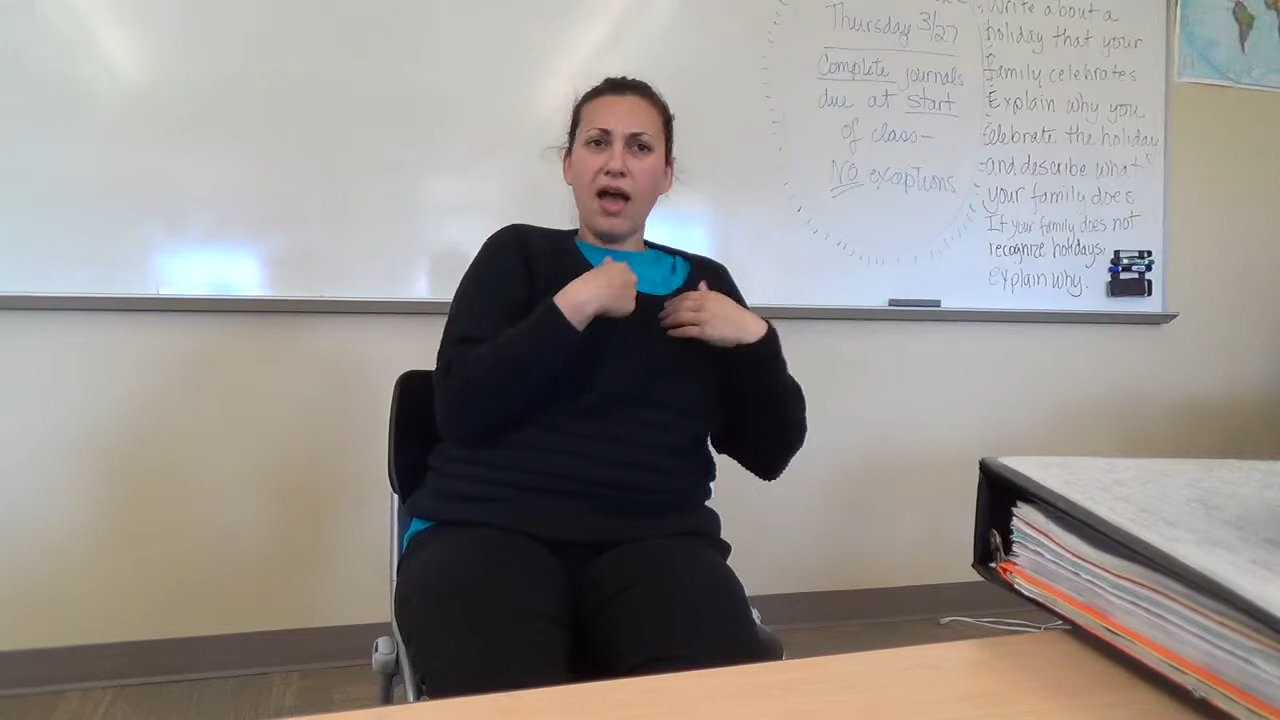 Thursday 3/27
Complete journals
due at start
of class—
No exceptions
Write about a
holiday that your
family celebrates
Explain why you
celebrate the holiday
and describe what
your family does
If your family does not
recognize holidays,
explain why.